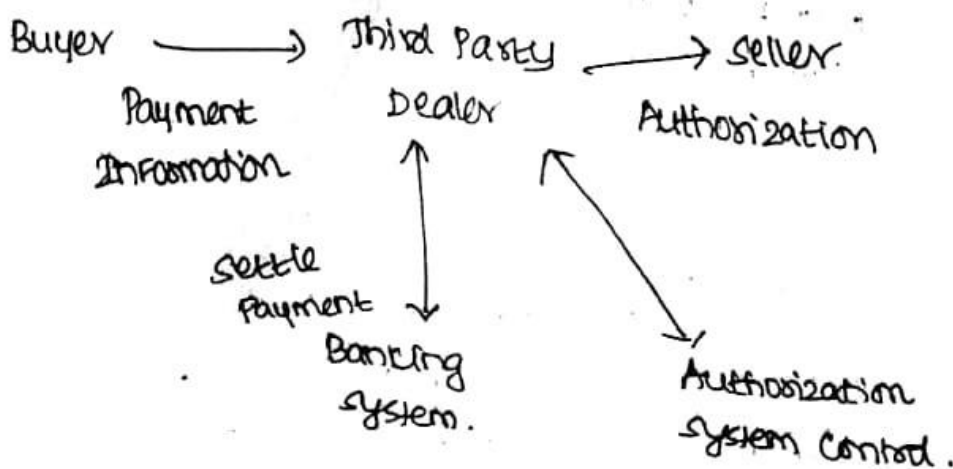 Buyer
Third Party
Dealer
Seller.
Payment
Information
Authorization
Settle
Payment
Banking
System.
Authorization
System Control.